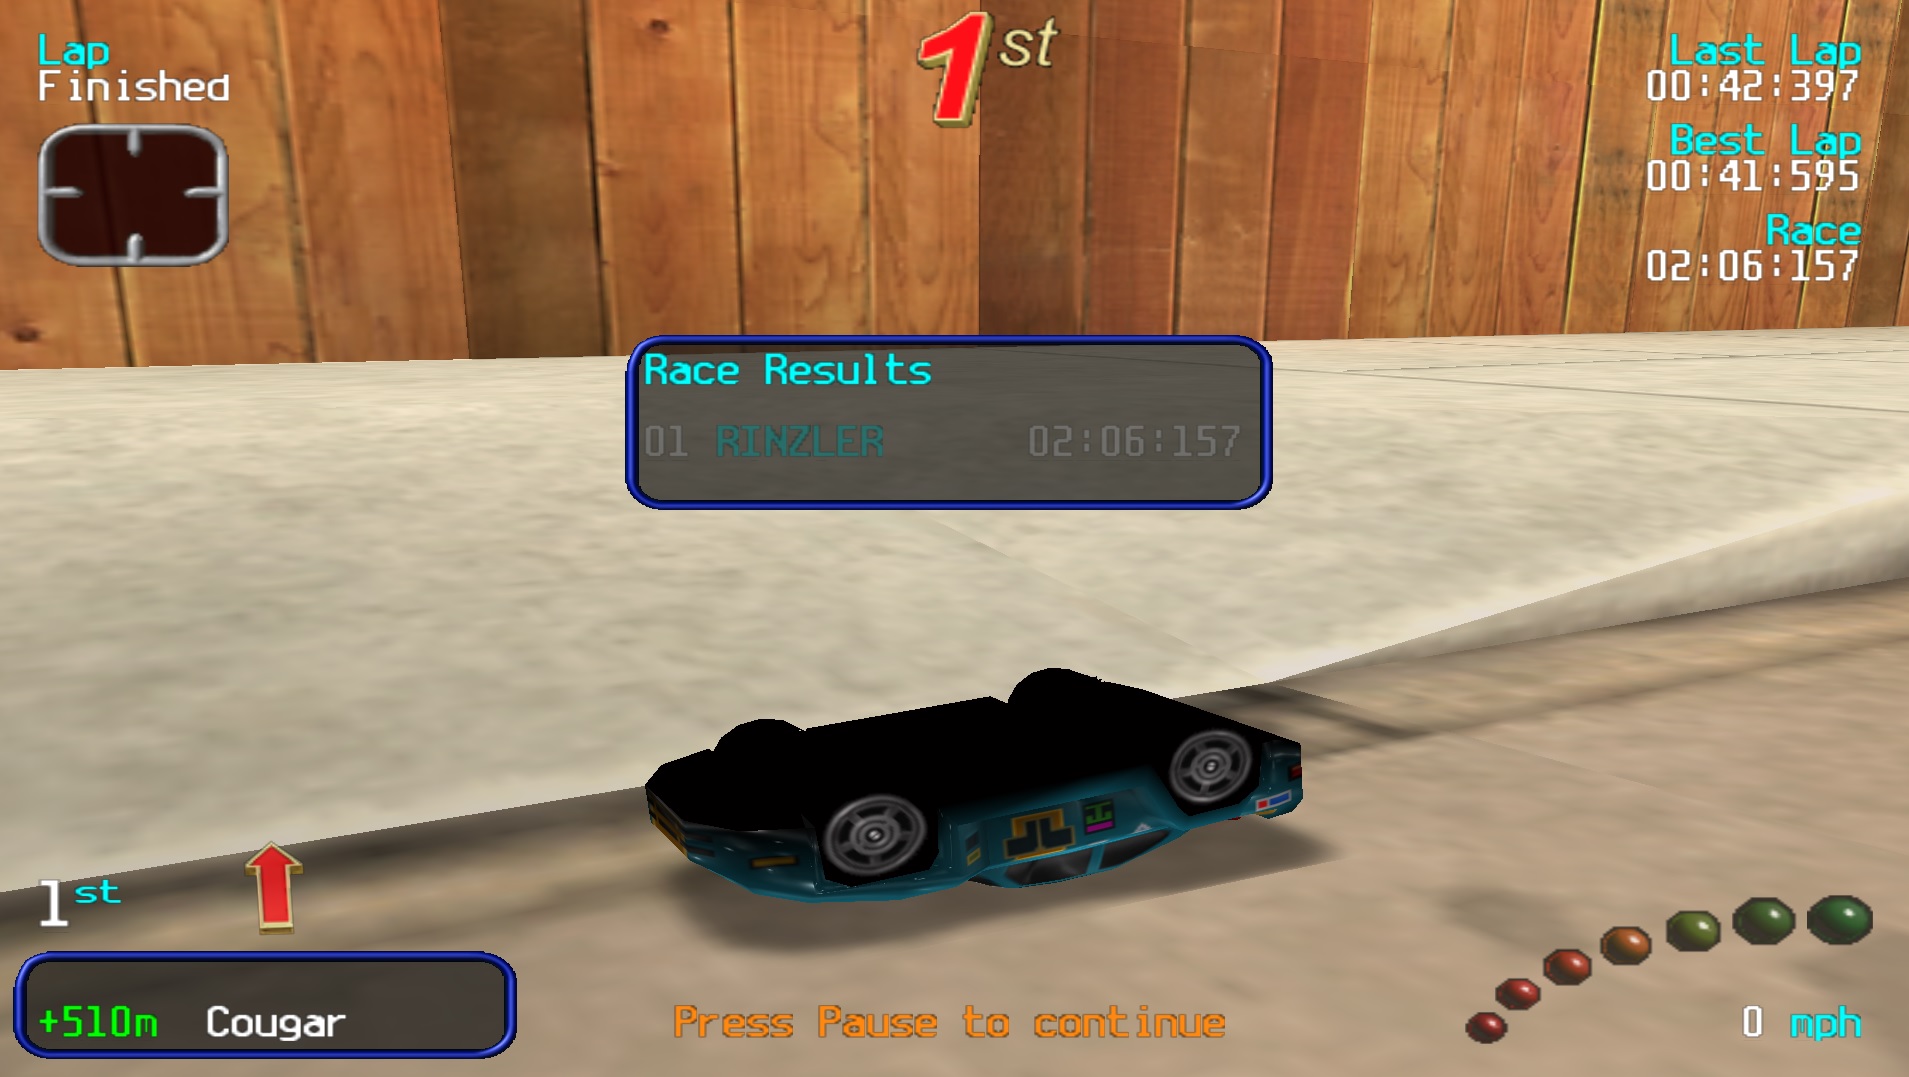 1st
Lap
Finished
Last Lap
00:42:397
Best Lap
00:41:595
Race
02:06:157
Race Results
01 RINZLER 02:06:157
1st
+510m Cougar
Press Pause to continue
0 mph